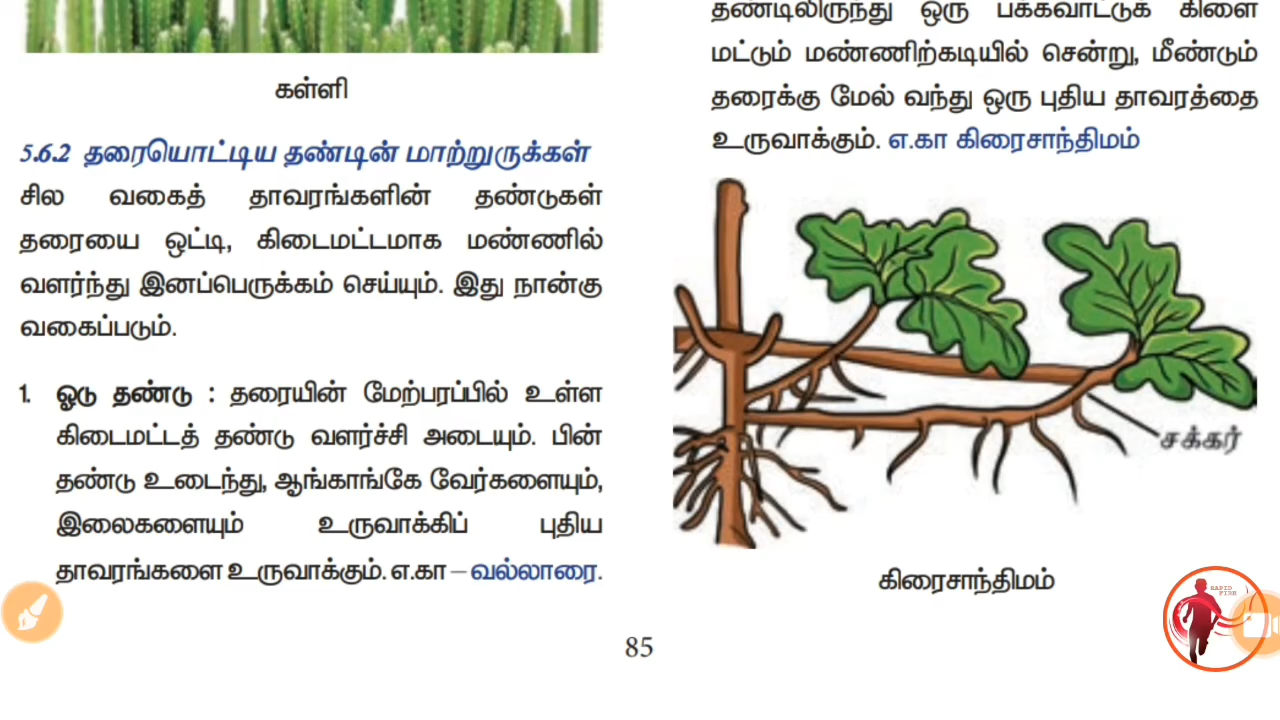 கள்ளி
5.6.2 தரையொட்டிய தண்டின் மாற்றுருக்கள்
சில வகைத் தாவரங்களின் தண்டுகள்
தரையை ஒட்டி, கிடைமட்டமாக மண்ணில்
வளர்ந்து இனப்பெருக்கம் செய்யும். இது நான்கு
வகைப்படும்.
1. ஓடு தண்டு : தரையின் மேற்பரப்பில் உள்ள
கிடைமட்டத் தண்டு வளர்ச்சி அடையும். பின்
தண்டு உடைந்து, ஆங்காங்கே வேர்களையும்,
இலைகளையும் உருவாக்கிப் புதிய
தாவரங்களை உருவாக்கும். எ.கா – வல்லாரை.
தண்டிலிருந்து ஒரு பக்கவாட்டுக் கிளை
மட்டும் மண்ணிற்கடியில் சென்று, மீண்டும்
தரைக்கு மேல் வந்து ஒரு புதிய தாவரத்தை
உருவாக்கும். எ.கா கிரைசாந்திமம்
சக்கர்
கிரைசாந்திமம்
RAPID
FIRE
85